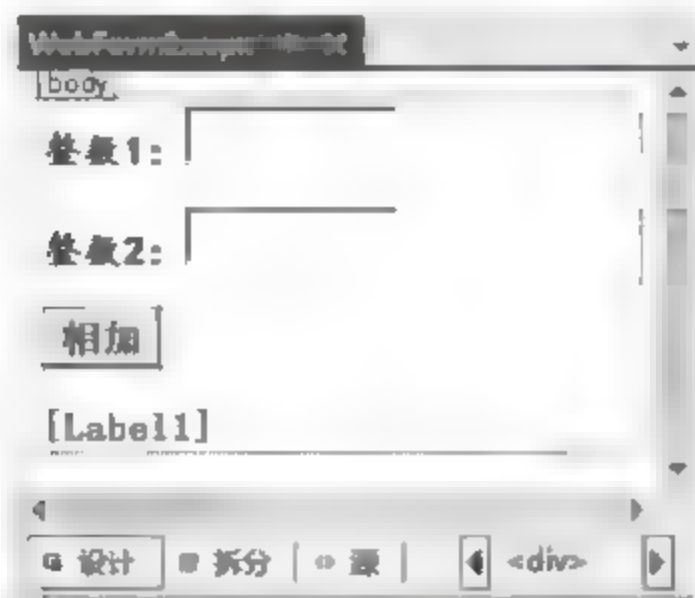 body
整数1:
整数2:
相加
[Label1]
设计 拆分 源 <div>